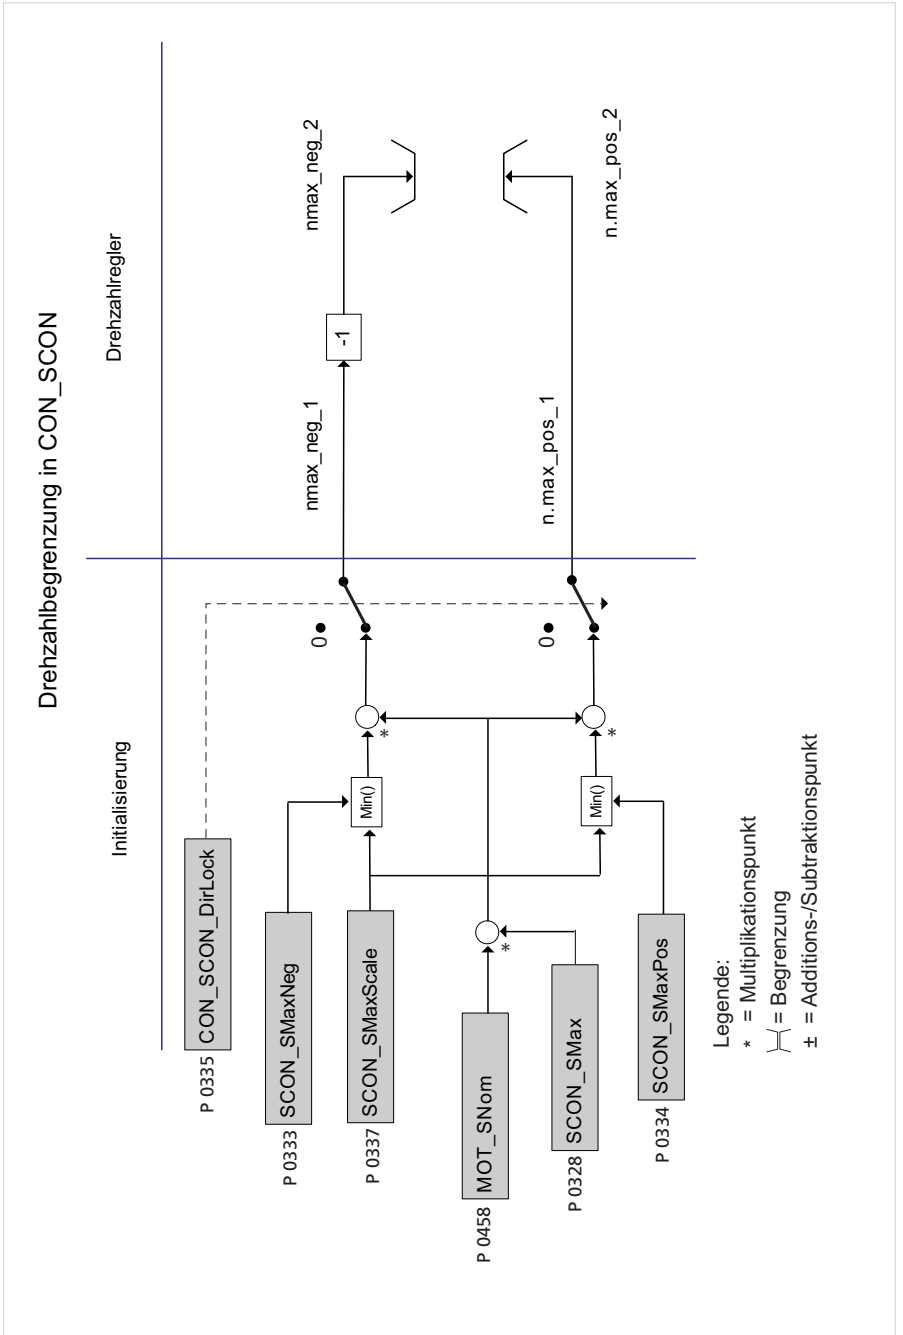 Drehzahlbegrenzung in CON_SCON
Initialisierung
Drehzahlregler
P 0335 CON_SCON_DirLock
P 0333 SCON_SMaxNeg
P 0337 SCON_SMaxScale
P 0458 MOT_SNom
P 0328 SCON_SMax
P 0334 SCON_SMaxPos
Min()
*
0
nmax_neg_1
-1
nmax_neg_2
*
Min()
*
0
n.max_pos_1
n.max_pos_2
Legende:
* = Multiplikationspunkt
= Begrenzung
± = Additions-/Subtraktionspunkt